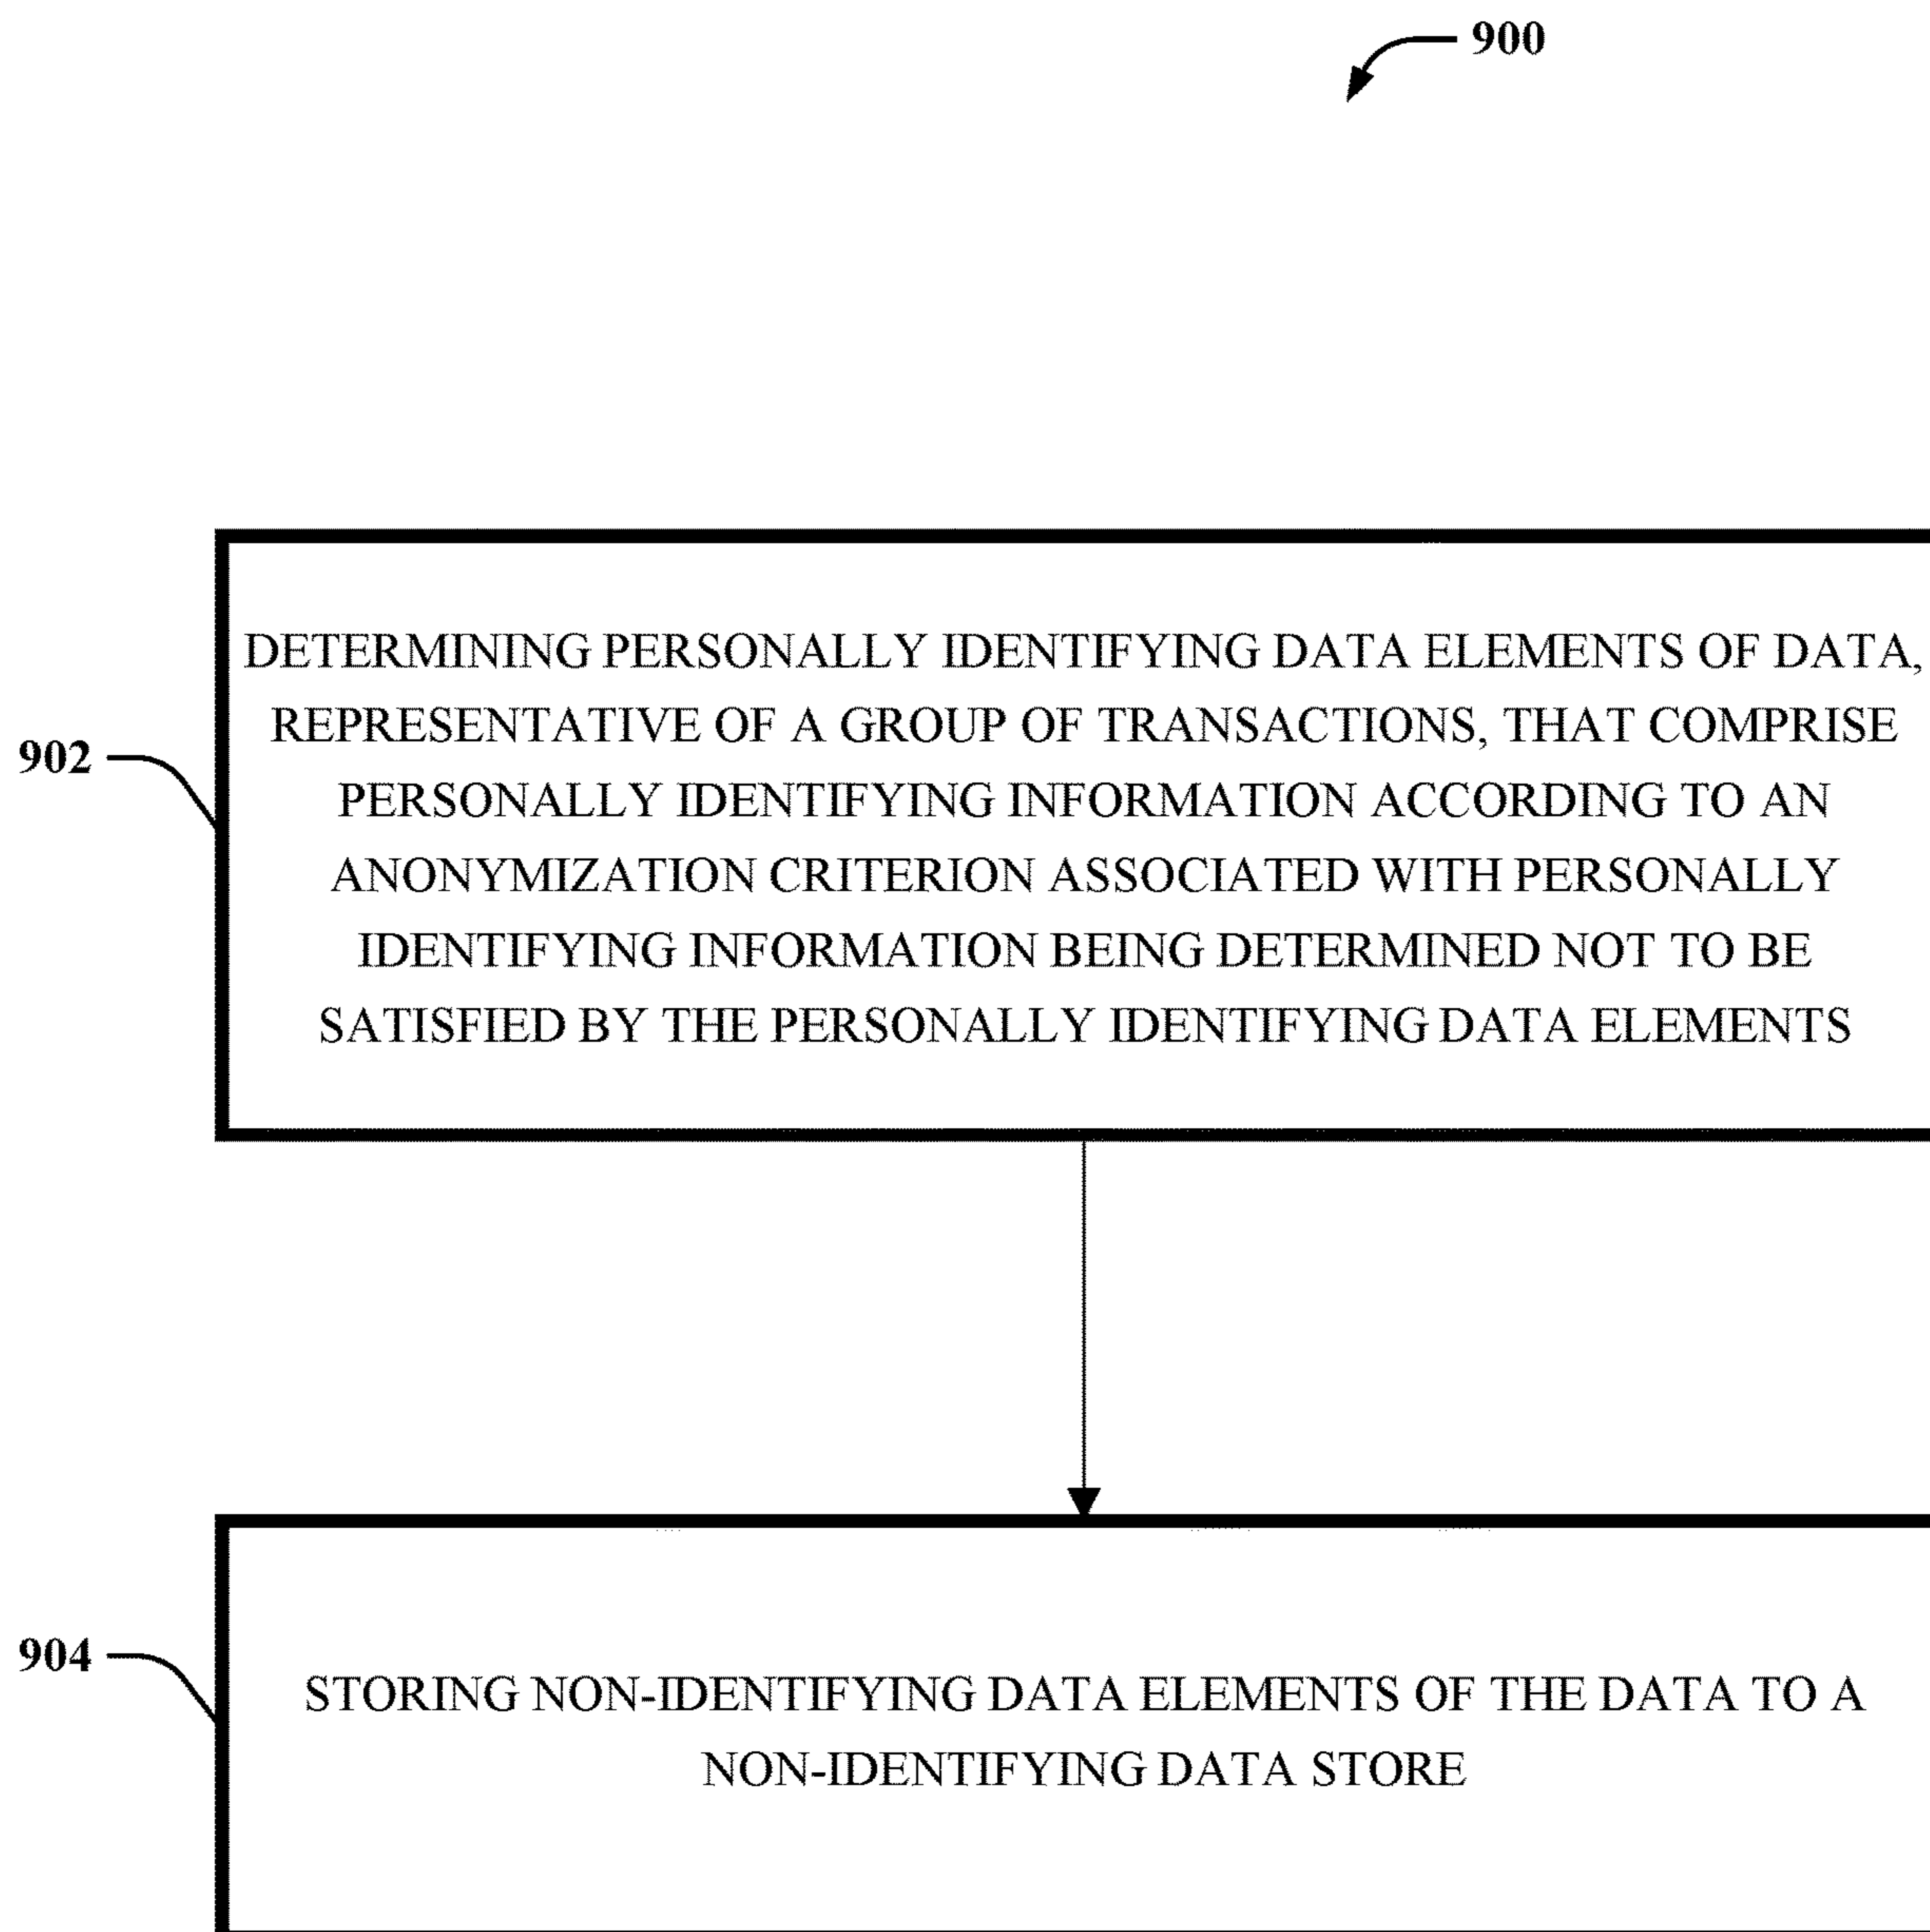 900
902
DETERMINING PERSONALLY IDENTIFYING DATA ELEMENTS OF DATA,
REPRESENTATIVE OF A GROUP OF TRANSACTIONS, THAT COMPRISE
PERSONALLY IDENTIFYING INFORMATION ACCORDING TO AN
ANONYMIZATION CRITERION ASSOCIATED WITH PERSONALLY
IDENTIFYING INFORMATION BEING DETERMINED NOT TO BE
SATISFIED BY THE PERSONALLY IDENTIFYING DATA ELEMENTS
904
STORING NON-IDENTIFYING DATA ELEMENTS OF THE DATA TO A
NON-IDENTIFYING DATA STORE